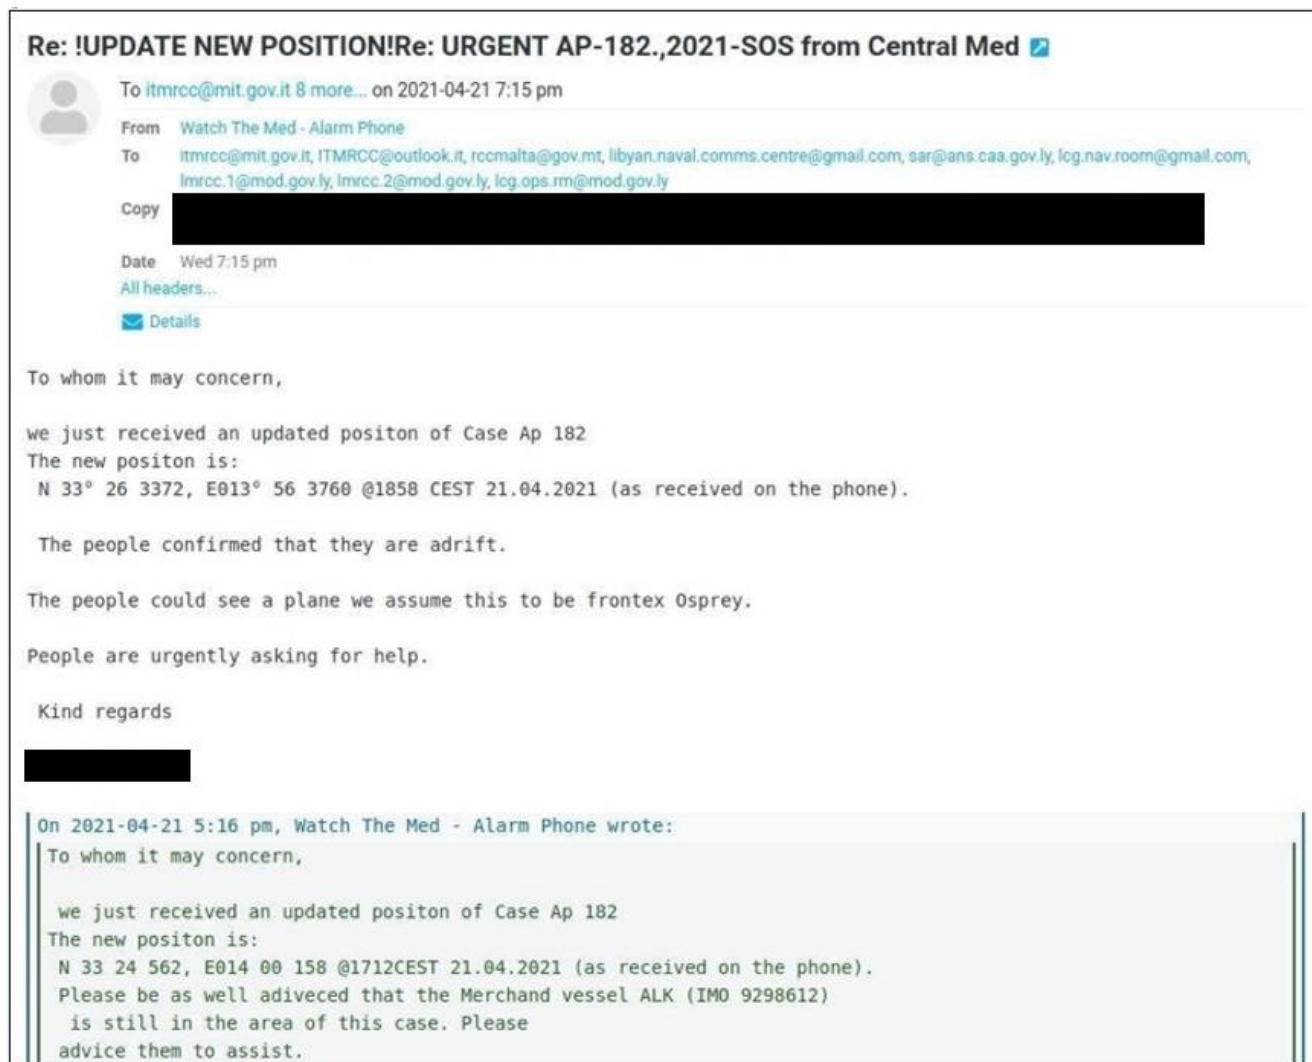 Re: !UPDATE NEW POSITION!Re: URGENT AP-182.,2021-SOS from Central Med
To itmrcc@mit.gov.it 8 more... on 2021-04-21 7:15 pm
From Watch The Med - Alarm Phone
To itmrcc@mit.gov.it, ITMRCC@outlook.it, rccmalta@gov.mt, libyan.naval.comms.centre@gmail.com, sar@ans.caa.gov.ly, lcg.nav.room@gmail.com,
lmrcc.1@mod.gov.ly, lmrcc.2@mod.gov.ly, lcg.ops.rm@mod.gov.ly
Copy
Date Wed 7:15 pm
All headers...
Details
To whom it may concern,
we just received an updated positon of Case Ap 182
The new positon is:
N 33° 26 3372, E013° 56 3760 @1858 CEST 21.04.2021 (as received on the phone).
The people confirmed that they are adrift.
The people could see a plane we assume this to be frontex Osprey.
People are urgently asking for help.
Kind regards
On 2021-04-21 5:16 pm, Watch The Med - Alarm Phone wrote:
To whom it may concern,
we just received an updated positon of Case Ap 182
The new positon is:
N 33 24 562, E014 00 158 @1712CEST 21.04.2021 (as received on the phone).
Please be as well adiveced that the Merchand vessel ALK (IMO 9298612)
is still in the area of this case. Please
advice them to assist.